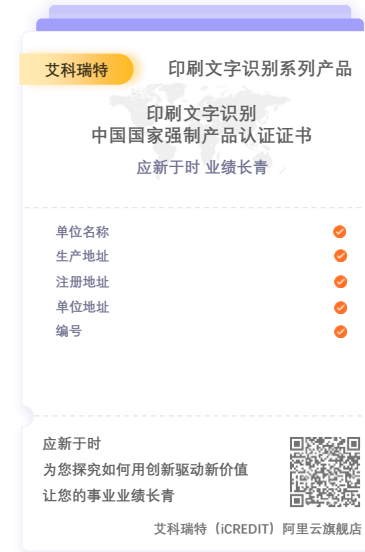 艾科瑞特
印刷文字识别系列产品
印刷文字识别
中国国家强制产品认证证书
应新于时 业绩长青
单位名称
生产地址
注册地址
单位地址
编号
应新于时
为您探究如何用创新驱动新价值
让您的事业业绩长青
艾科瑞特（iCREDIT）阿里云旗舰店